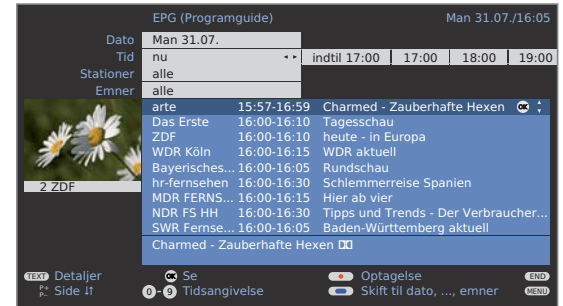 EPG (Programguide) Man 31.07./16:05
Dato Man 31.07.
Tid nu indtil 17:00 17:00 18:00 19:00
Stationer alle
Emner alle
arte 15:57-16:59 Charmed - Zauberhafte Hexen OK
Das Erste 16:00-16:10 Tagesschau
ZDF 16:00-16:10 heute - in Europa
WDR Köln 16:00-16:15 WDR aktuell
Bayerisches... 16:00-16:05 Rundschau
hr-fernsehen 16:00-16:30 Schlemmerreise Spanien
MDR FERNS... 16:00-16:15 Hier ab vier
NDR FS HH 16:00-16:30 Tipps und Trends - Der Verbraucher...
SWR Fernse... 16:00-16:05 Baden-Württemberg aktuell
2 ZDF
Charmed - Zauberhafte Hexen
TEXT Detaljer OK Se Optagelse END
P+ P- Side ↓↑ 0-9 Tidsangivelse Skift til dato, ..., emner MENU